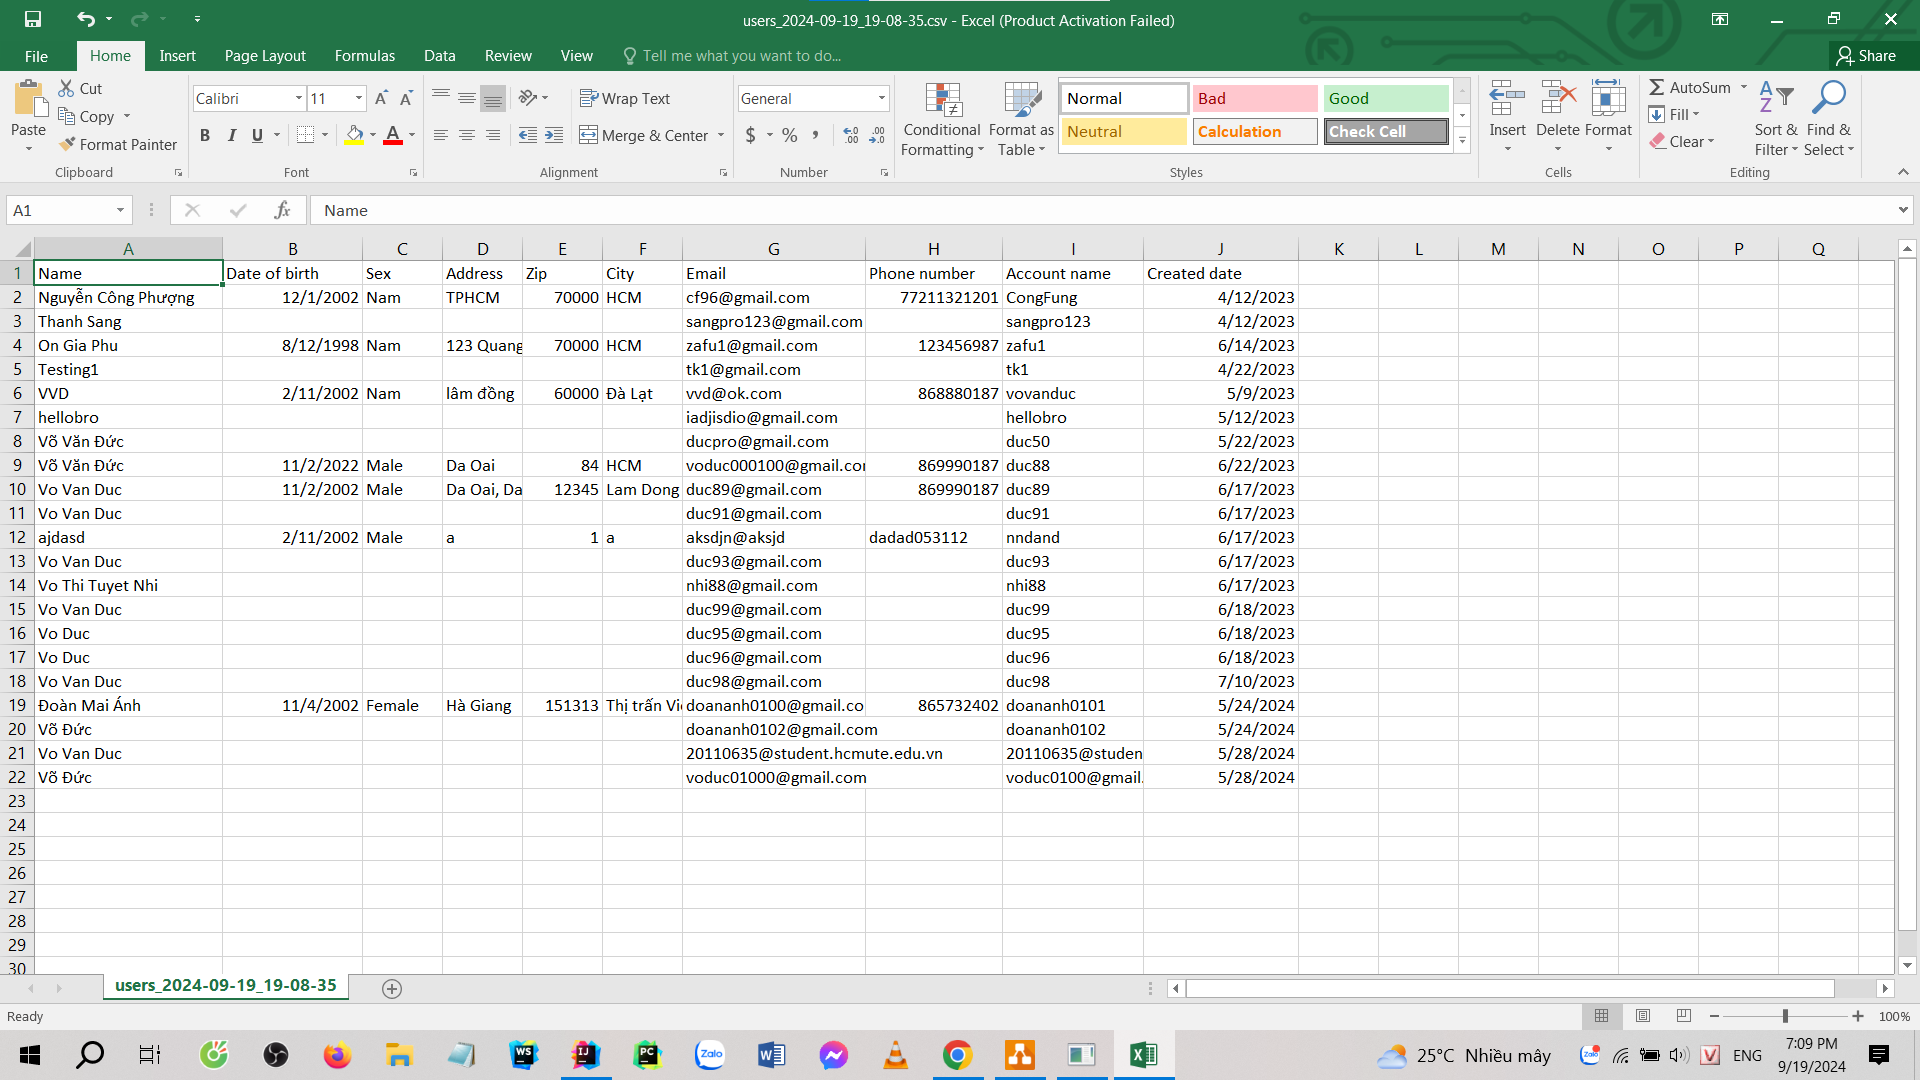 users_2024-09-19_19-08-35.csv - Excel (Product Activation Failed)
File Home Insert Page Layout Formulas Data Review View Tell me what you want to do... Share
Paste Cut Copy Format Painter Clipboard
Calibri 11 B I U A A A Font
Wrap Text Merge & Center Alignment
General $ % , .00 .0 Number
Conditional Formatting Format as Table Normal Bad Good Neutral Calculation Check Cell Styles
Insert Delete Format Cells
AutoSum Fill Clear Sort & Filter Find & Select Editing
A1 fx Name
A B C D E F G H I J K L M N O P Q
1 Name Date of birth Sex Address Zip City Email Phone number Account name Created date
2 Nguyễn Công Phượng 12/1/2002 Nam TPHCM 70000 HCM cf96@gmail.com 77211321201 CongFung 4/12/2023
3 Thanh Sang sangpro123@gmail.com sangpro123 4/12/2023
4 On Gia Phu 8/12/1998 Nam 123 Quang 70000 HCM zafu1@gmail.com 123456987 zafu1 6/14/2023
5 Testing1 tk1@gmail.com tk1 4/22/2023
6 VVD 2/11/2002 Nam lâm đồng 60000 Đà Lạt vvd@ok.com 868880187 vovanduc 5/9/2023
7 hellobro iadjisdio@gmail.com hellobro 5/12/2023
8 Võ Văn Đức ducpro@gmail.com duc50 5/22/2023
9 Võ Văn Đức 11/2/2022 Male Da Oai 84 HCM voduc000100@gmail.co 869990187 duc88 6/22/2023
10 Vo Van Duc 11/2/2002 Male Da Oai, Da 12345 Lam Dong duc89@gmail.com 869990187 duc89 6/17/2023
11 Vo Van Duc duc91@gmail.com duc91 6/17/2023
12 ajdasd 2/11/2002 Male a 1 a aksdjn@aksjd dadad053112 nndand 6/17/2023
13 Vo Van Duc duc93@gmail.com duc93 6/17/2023
14 Vo Thi Tuyet Nhi nhi88@gmail.com nhi88 6/17/2023
15 Vo Van Duc duc99@gmail.com duc99 6/18/2023
16 Vo Duc duc95@gmail.com duc95 6/18/2023
17 Vo Duc duc96@gmail.com duc96 6/18/2023
18 Vo Van Duc duc98@gmail.com duc98 7/10/2023
19 Đoàn Mai Ánh 11/4/2002 Female Hà Giang 151313 Thị trấn Vi doananh0100@gmail.co 865732402 doananh0101 5/24/2024
20 Võ Đức doananh0102@gmail.com doananh0102 5/24/2024
21 Vo Van Duc 20110635@student.hcmute.edu.vn 20110635@studen 5/28/2024
22 Võ Đức voduc01000@gmail.com voduc0100@gmail. 5/28/2024
23
24
25
26
27
28
29
30
users_2024-09-19_19-08-35
Ready 100%
WS IJ PC Zalo 25°C Nhiều mây Zalo V ENG 7:09 PM
9/19/2024